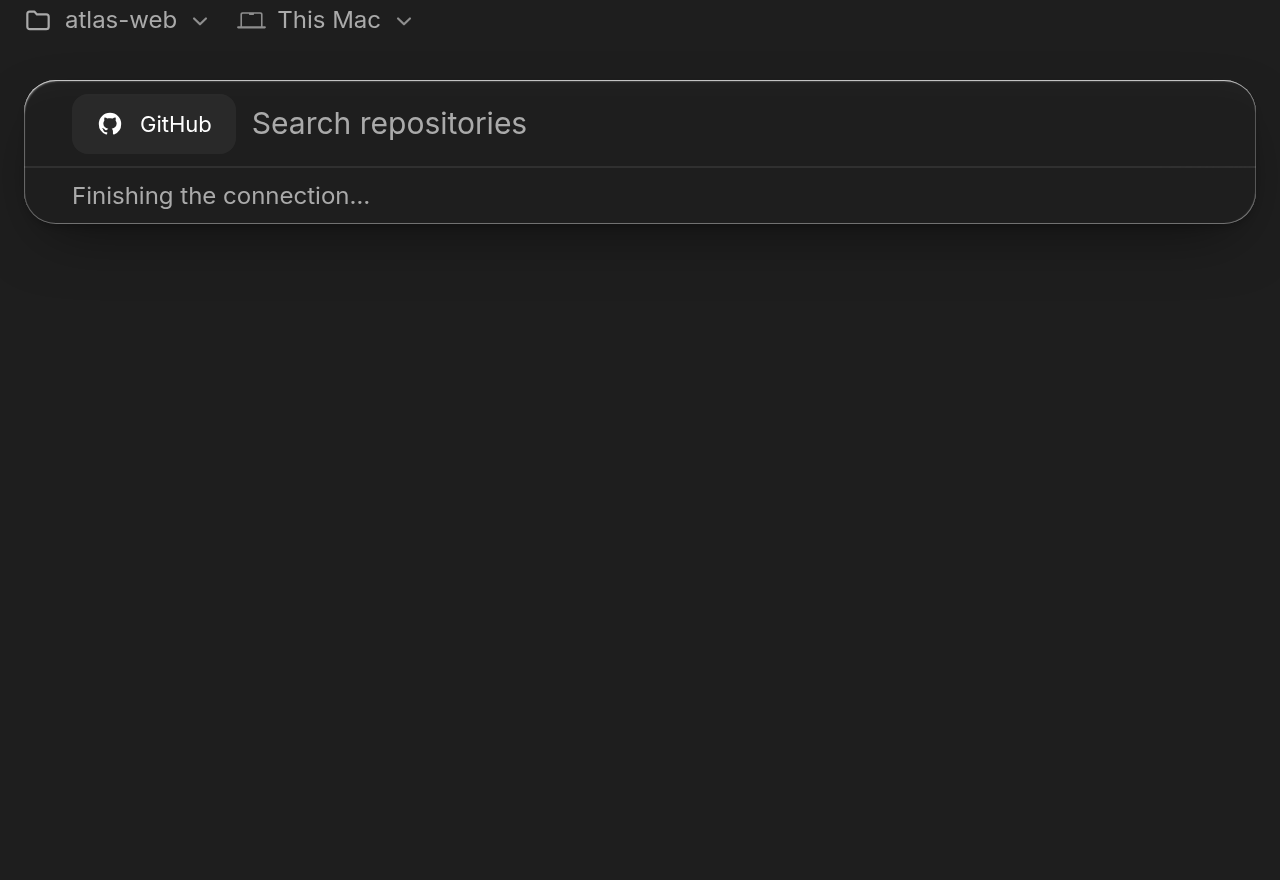 atlas-web This Mac
GitHub Search repositories
Finishing the connection...